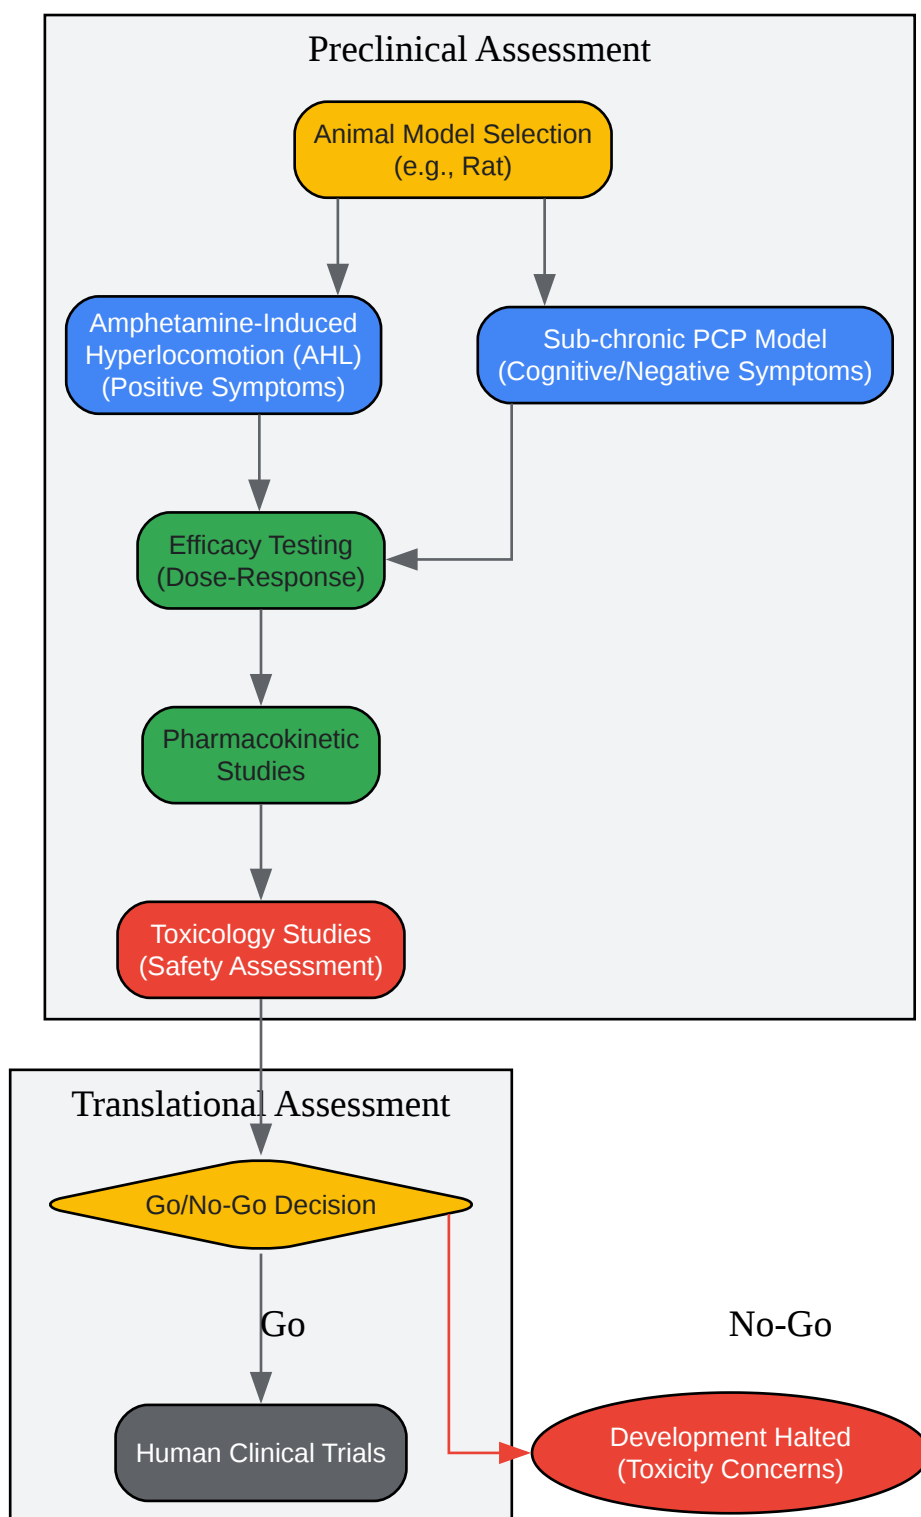 Preclinical Assessment
Animal Model Selection
(e.g., Rat)
Amphetamine-Induced
Hyperlocomotion (AHL)
(Positive Symptoms)
Sub-chronic PCP Model
(Cognitive/Negative Symptoms)
Efficacy Testing
(Dose-Response)
Pharmacokinetic
Studies
Toxicology Studies
(Safety Assessment)
Translational Assessment
Go/No-Go Decision
Go
No-Go
Human Clinical Trials
Development Halted
(Toxicity Concerns)